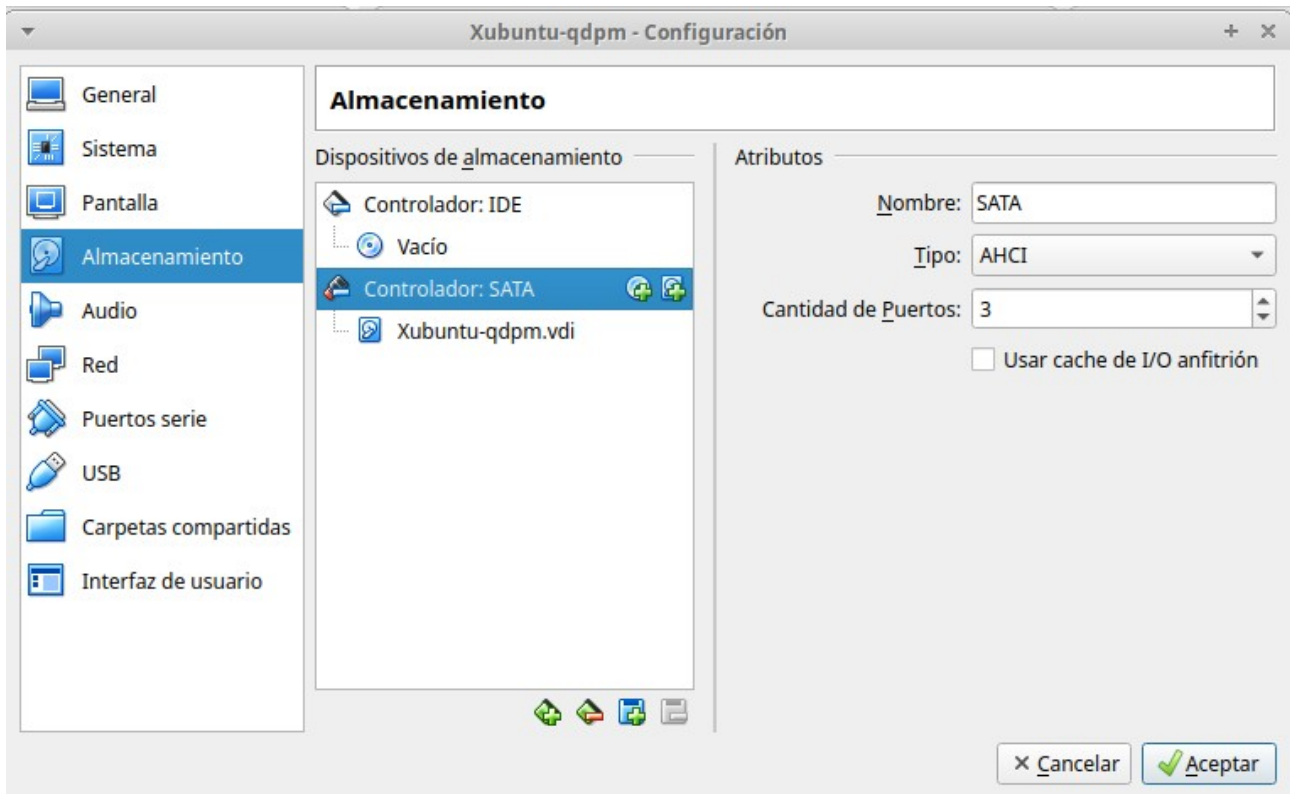 Xubuntu-qdpm - Configuración
General
Sistema
Pantalla
Almacenamiento
Audio
Red
Puertos serie
USB
Carpetas compartidas
Interfaz de usuario
Almacenamiento
Dispositivos de almacenamiento
Controlador: IDE
Vacío
Controlador: SATA
Xubuntu-qdpm.vdi
Atributos
Nombre: SATA
Tipo: AHCI
Cantidad de Puertos: 3
Usar cache de I/O anfitrión
Cancelar
Aceptar